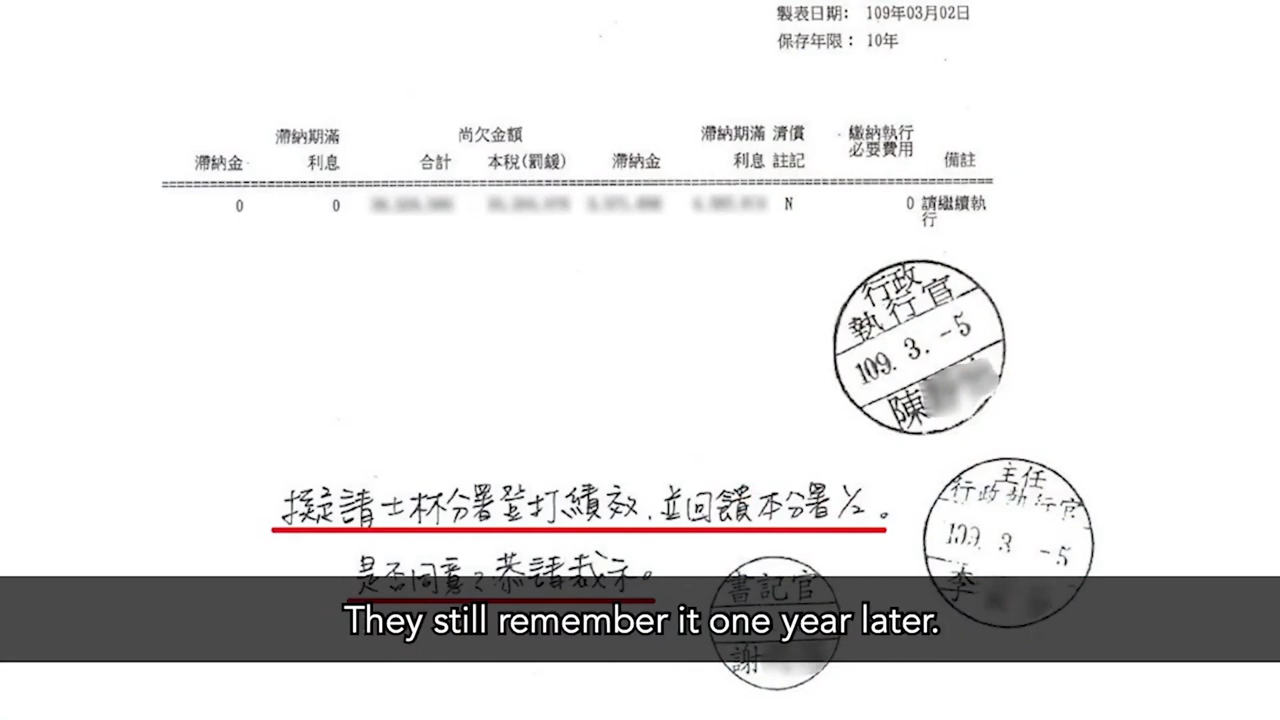 製表日期: 109年03月02日
保存年限: 10年
滯納期滿 尚欠金額 滯納期滿 清償 繳納執行
滯納金 利息 合計 本稅(罰鍰) 滯納金 利息 註記 必要費用 備註
0 0 N 0 請繼續執
行
行政
執行官
109. 3. -5
陳
擬請士林分署登打績效，並回饋本分署1/2。
主任
行政執行官
109. 3 -5
李
是否同意？恭請裁示。
書記官
They still remember it one year later.
謝